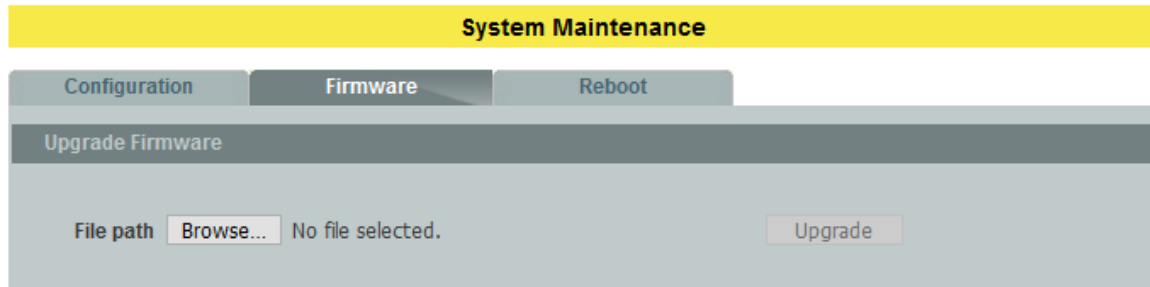 System Maintenance
Configuration Firmware Reboot
Upgrade Firmware
File path Browse... No file selected. Upgrade